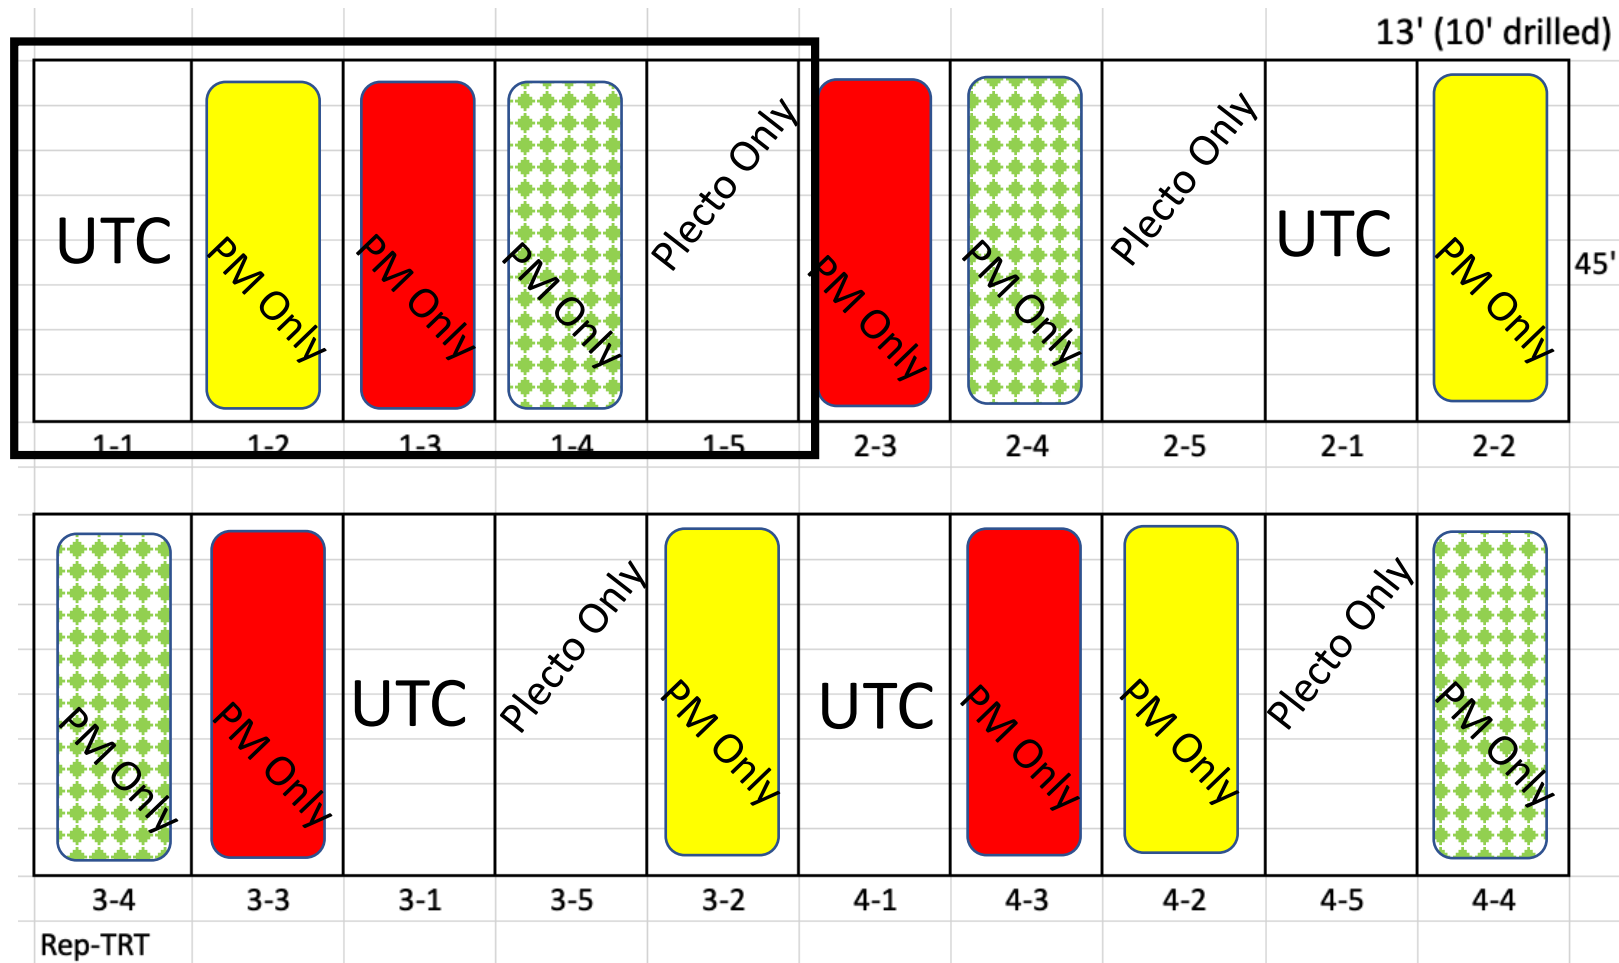 13' (10' drilled)
UTC
PM Only
PM Only
PM Only
Plecto Only
PM Only
PM Only
Plecto Only
UTC
PM Only
45'
1-1
1-2
1-3
1-4
1-5
2-3
2-4
2-5
2-1
2-2
PM Only
PM Only
UTC
Plecto Only
PM Only
UTC
PM Only
PM Only
Plecto Only
PM Only
3-4
3-3
3-1
3-5
3-2
4-1
4-3
4-2
4-5
4-4
Rep-TRT